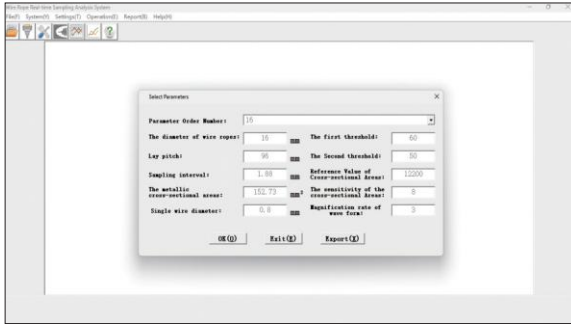 Wire Rope Real-time Sampling Analysis System
File(F) System(Y) Settings(T) Operation(E) Report(B) Help(H)
Select Parameters
Parameter Order Number: 16
The diameter of wire ropes: 16 mm The first threshold: 60
Lay pitch: 96 mm The Second threshold: 50
Sampling interval: 1.88 mm Reference Value of Cross-sectional Areas: 12200
The metallic cross-sectional areas: 152.73 mm² The sensitivity of the cross-sectional Areas: 8
Single wire diameter: 0.8 mm Magnification rate of wave form: 3
OK(O) Exit(E) Export(X)